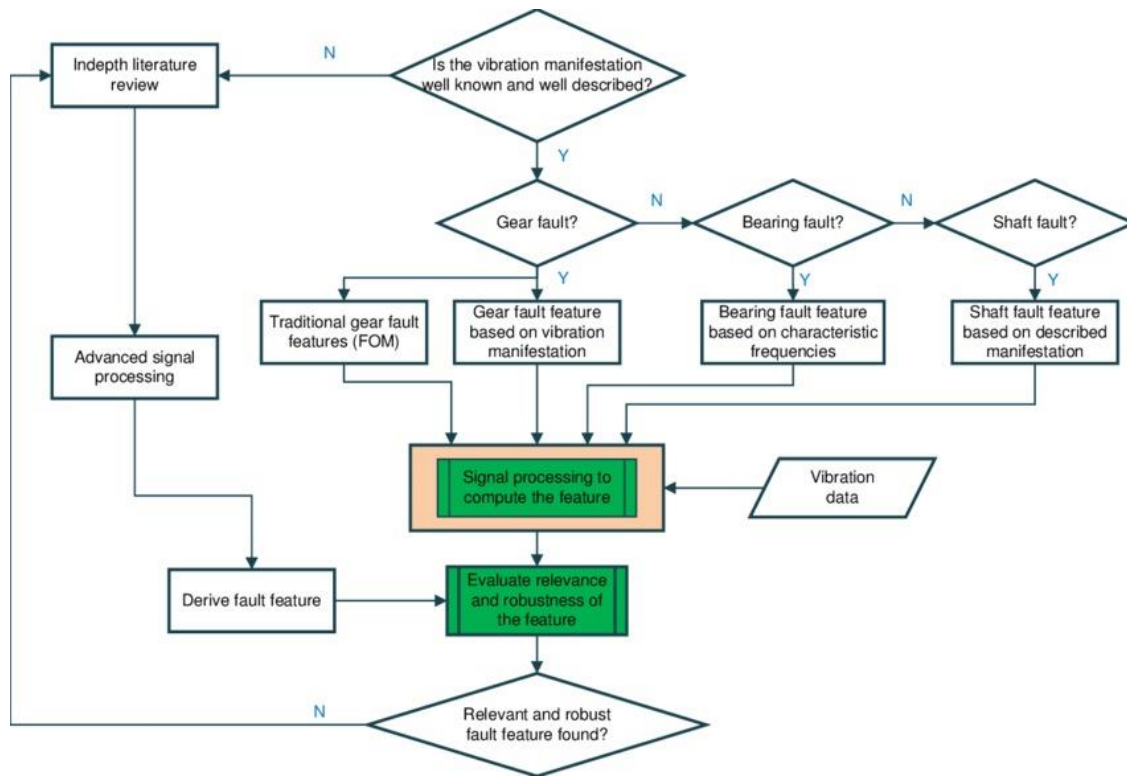 N
Is the vibration manifestation
well known and well described?
Indepth literature
review
Y
Gear fault?
N
Bearing fault?
N
Shaft fault?
Y
Y
Y
Traditional gear fault
features (FOM)
Gear fault feature
based on vibration
manifestation
Bearing fault feature
based on characteristic
frequencies
Shaft fault feature
based on described
manifestation
Advanced signal
processing
Signal processing to
compute the feature
Vibration
data
Derive fault feature
Evaluate relevance
and robustness of
the feature
N
Relevant and robust
fault feature found?